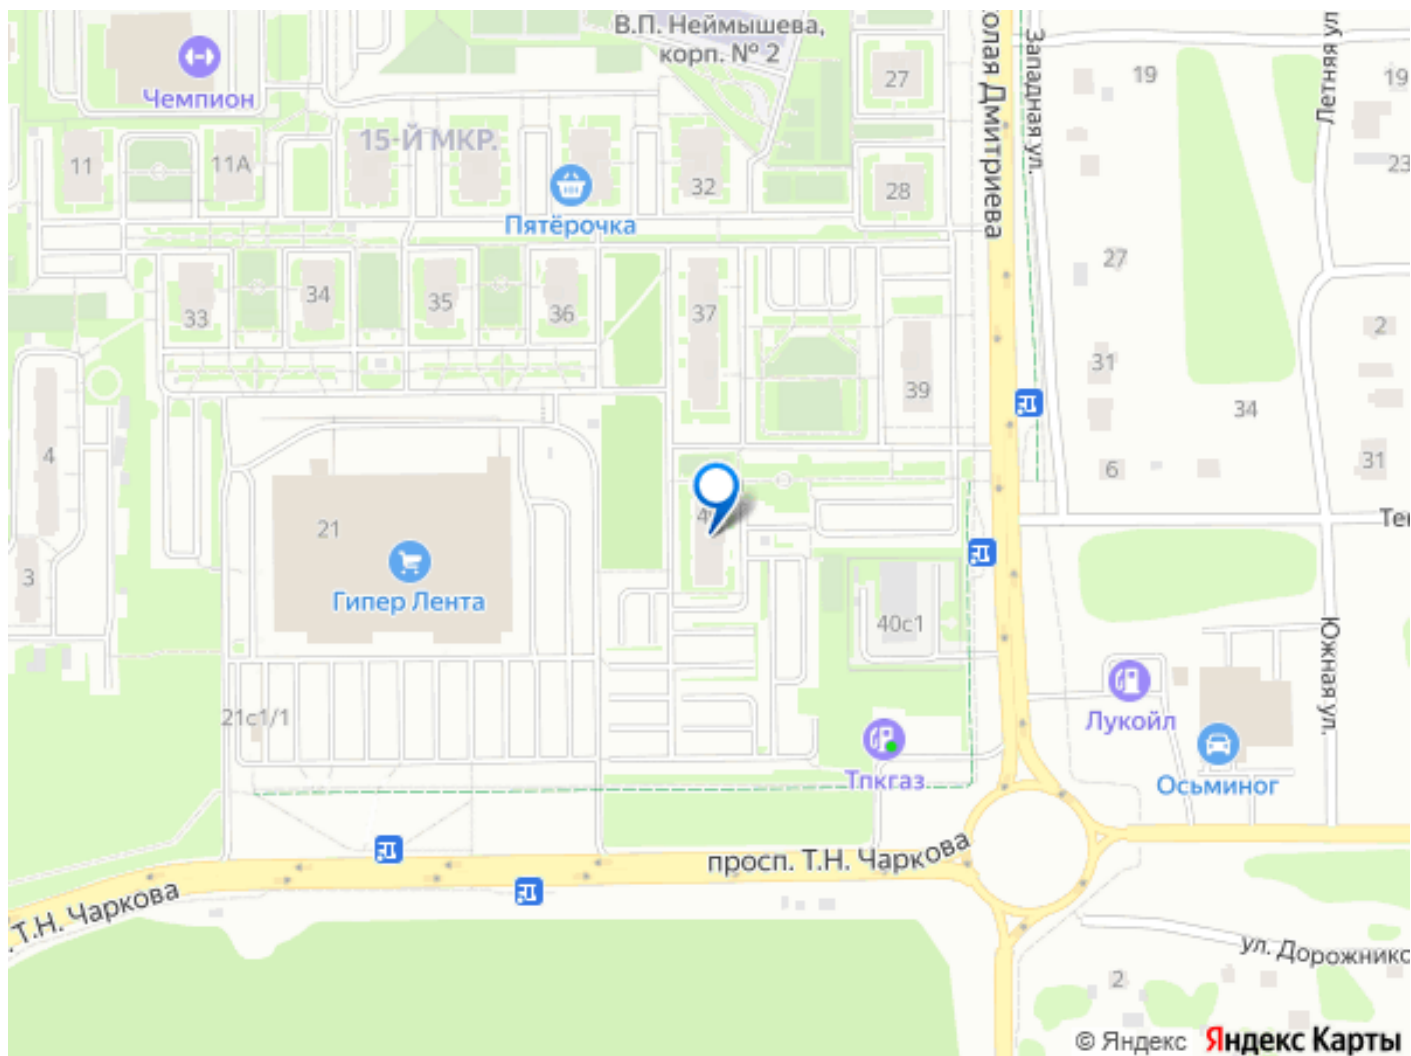 В.П. Неймышева,
корп. № 2
Чемпион
15-Й МКР.
11
11А
32
27
28
Пятёрочка
олая Дмитриева
Западная ул.
Летняя ул
19
19
23
27
33
34
35
36
37
39
31
2
34
6
31
4
3
21
Гипер Лента
40с1
Те
Южная ул.
21с1/1
Тпкгаз
Лукойл
Осьминог
просп. Т.Н. Чаркова
.Т.Н. Чаркова
ул. Дорожнико
2
© Яндекс Яндекс Карты